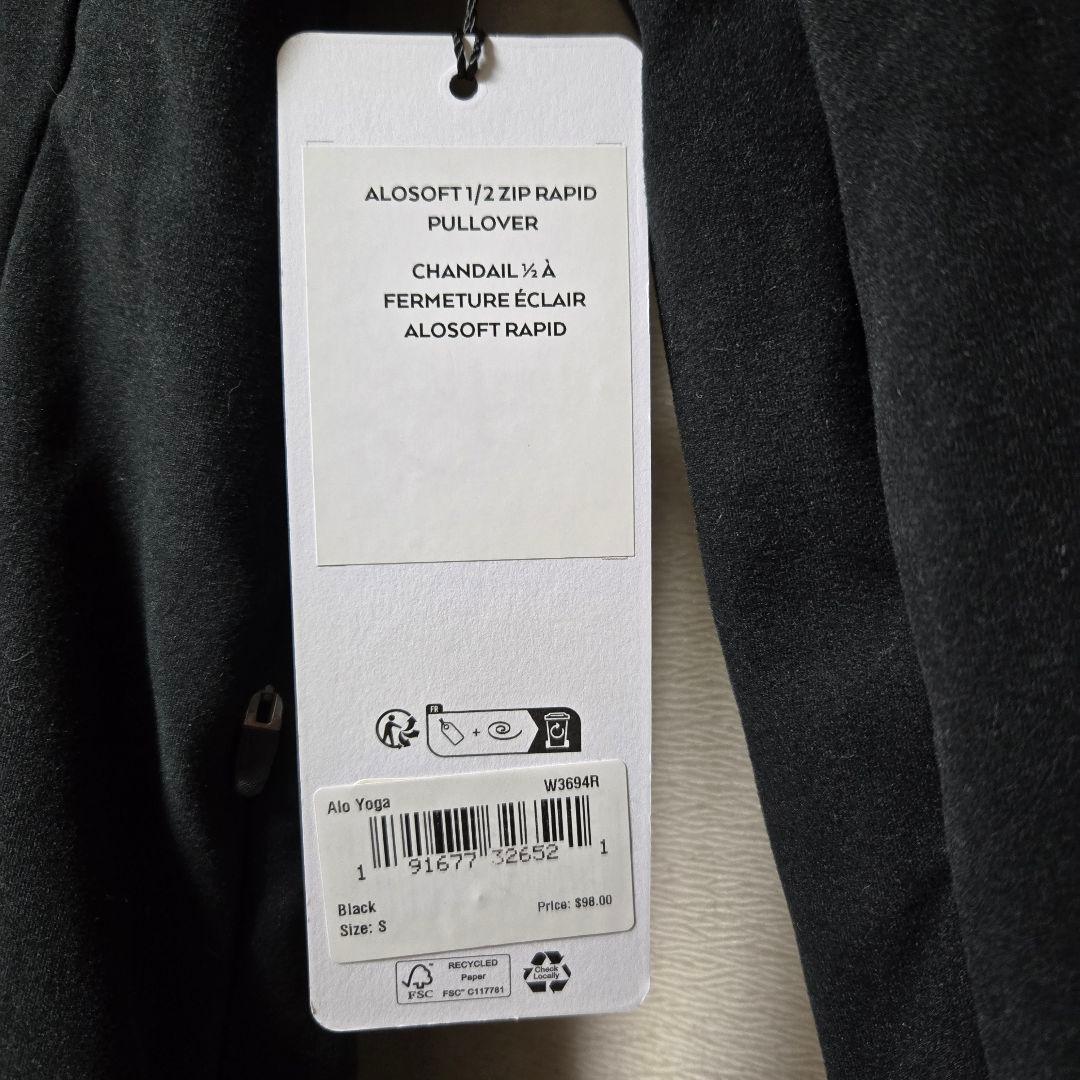 ALOSOFT 1/2 ZIP RAPID
PULLOVER
CHANDAIL ½ À
FERMETURE ÉCLAIR
ALOSOFT RAPID
FR
+
Alo Yoga
W3694R
1 91677 32652 1
Black
Size: S
Price: $98.00
FSC™
RECYCLED
Paper
FSC™ C117781
Check
Locally